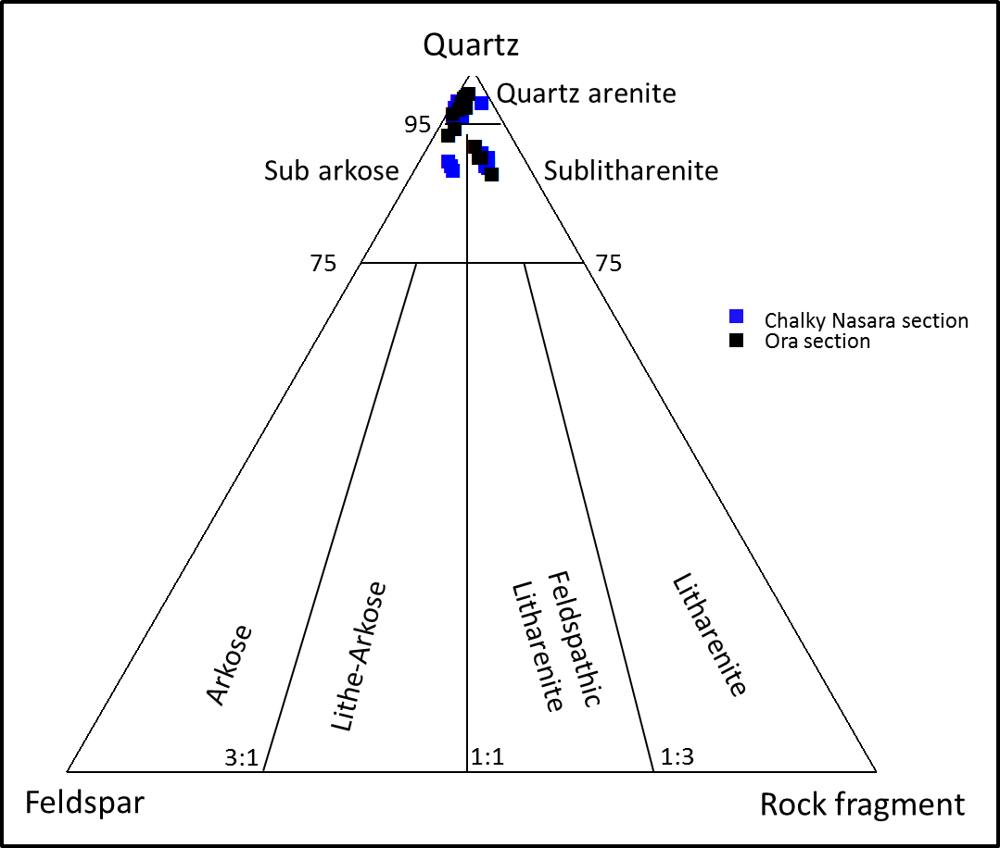 Quartz
Quartz arenite
95
Sub arkose
Sublitharenite
75
75
Chalky Nasara section
Ora section
Arkose
Lithe-Arkose
Feldspathic
Litharenite
Litharenite
3:1
1:1
1:3
Feldspar
Rock fragment